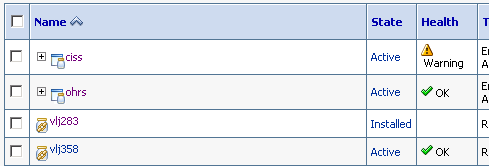 Name State Health T
ciss Active Warning E
A
ohrs Active OK E
A
vlj283 Installed R
vlj358 Active OK R